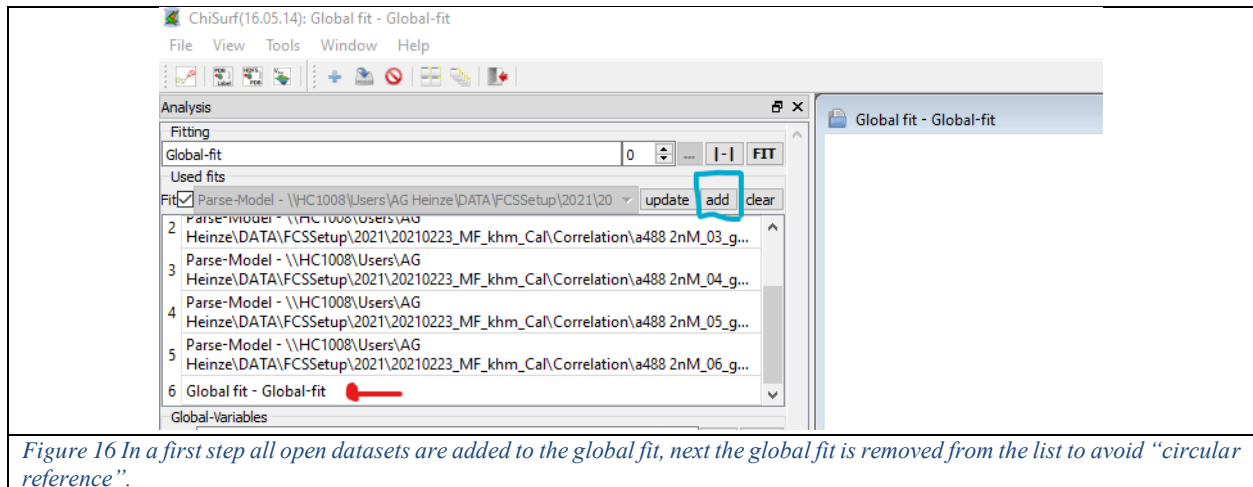 ChiSurf(16.05.14): Global fit - Global-fit
File View Tools Window Help
Analysis
Global fit - Global-fit
Fitting
Global-fit 0 ... |-| FIT
Used fits
Fit Parse-Model - \\HC1008\Users\AG Heinze\DATA\FCSSetup\2021\20 update add clear
2 Parse-Model - \\HC1008\Users\AG
Heinze\DATA\FCSSetup\2021\20210223_MF_khm_Cal\Correlation\a488 2nM_03_g...
3 Parse-Model - \\HC1008\Users\AG
Heinze\DATA\FCSSetup\2021\20210223_MF_khm_Cal\Correlation\a488 2nM_04_g...
4 Parse-Model - \\HC1008\Users\AG
Heinze\DATA\FCSSetup\2021\20210223_MF_khm_Cal\Correlation\a488 2nM_05_g...
5 Parse-Model - \\HC1008\Users\AG
Heinze\DATA\FCSSetup\2021\20210223_MF_khm_Cal\Correlation\a488 2nM_06_g...
6 Global fit - Global-fit
Global-Variables
Figure 16 In a first step all open datasets are added to the global fit, next the global fit is removed from the list to avoid “circular
reference”.